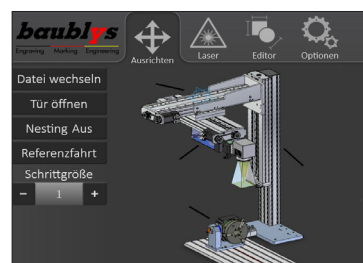 baublys
Engraving Marking Engineering
Ausrichten
Laser
Editor
Optionen
Datei wechseln
Tür öffnen
Nesting Aus
Referenzfahrt
Schrittgröße
− 1 +